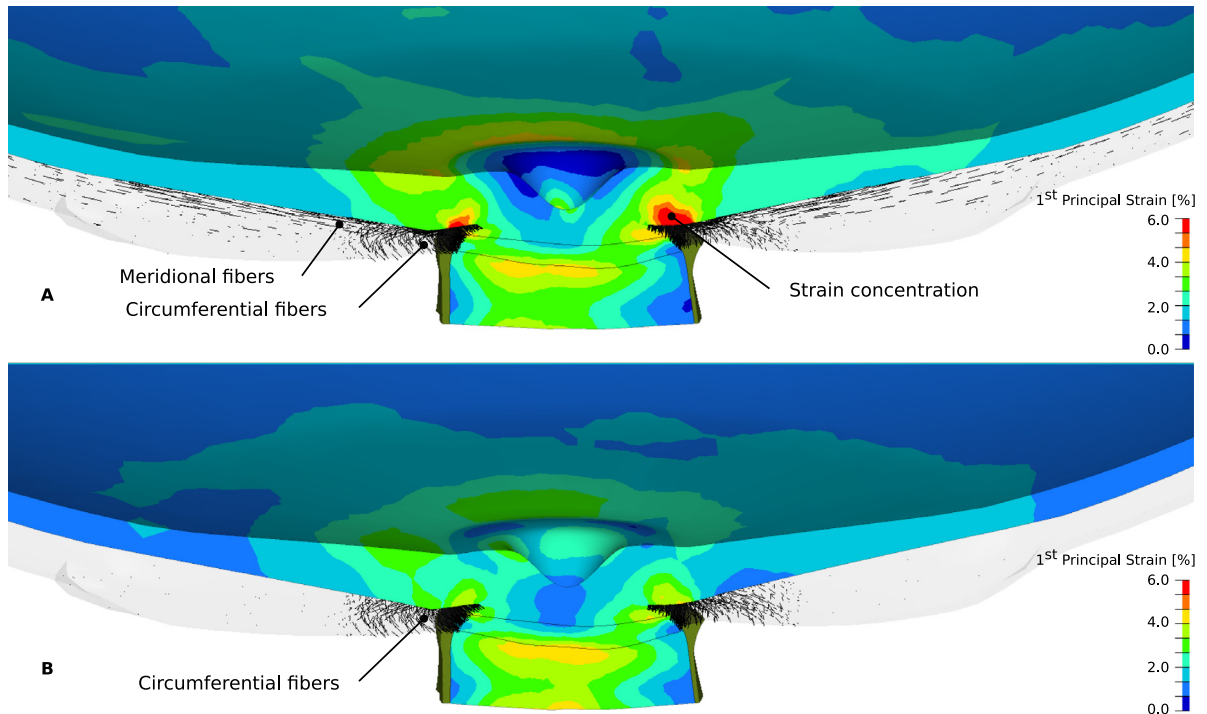 1st Principal Strain [%]
6.0
4.0
2.0
0.0
Meridional fibers
Circumferential fibers
Strain concentration
A
1st Principal Strain [%]
6.0
4.0
2.0
0.0
Circumferential fibers
B